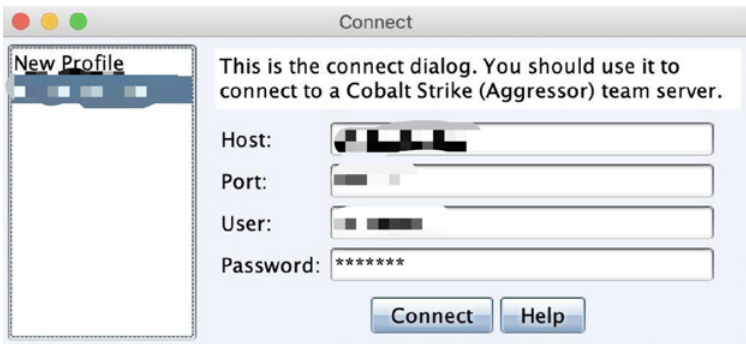 Connect
New Profile
This is the connect dialog. You should use it to
connect to a Cobalt Strike (Aggressor) team server.
Host:
Port:
User:
Password: *******
Connect Help